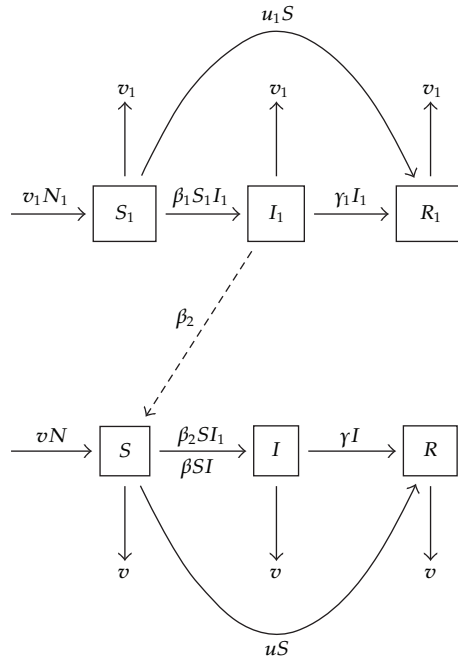 u₁S
v₁ v₁ v₁
v₁N₁ S₁ β₁S₁I₁ I₁ γ₁I₁ R₁
β₂
vN S β₂SI₁ I γI R
βSI
v v v
uS